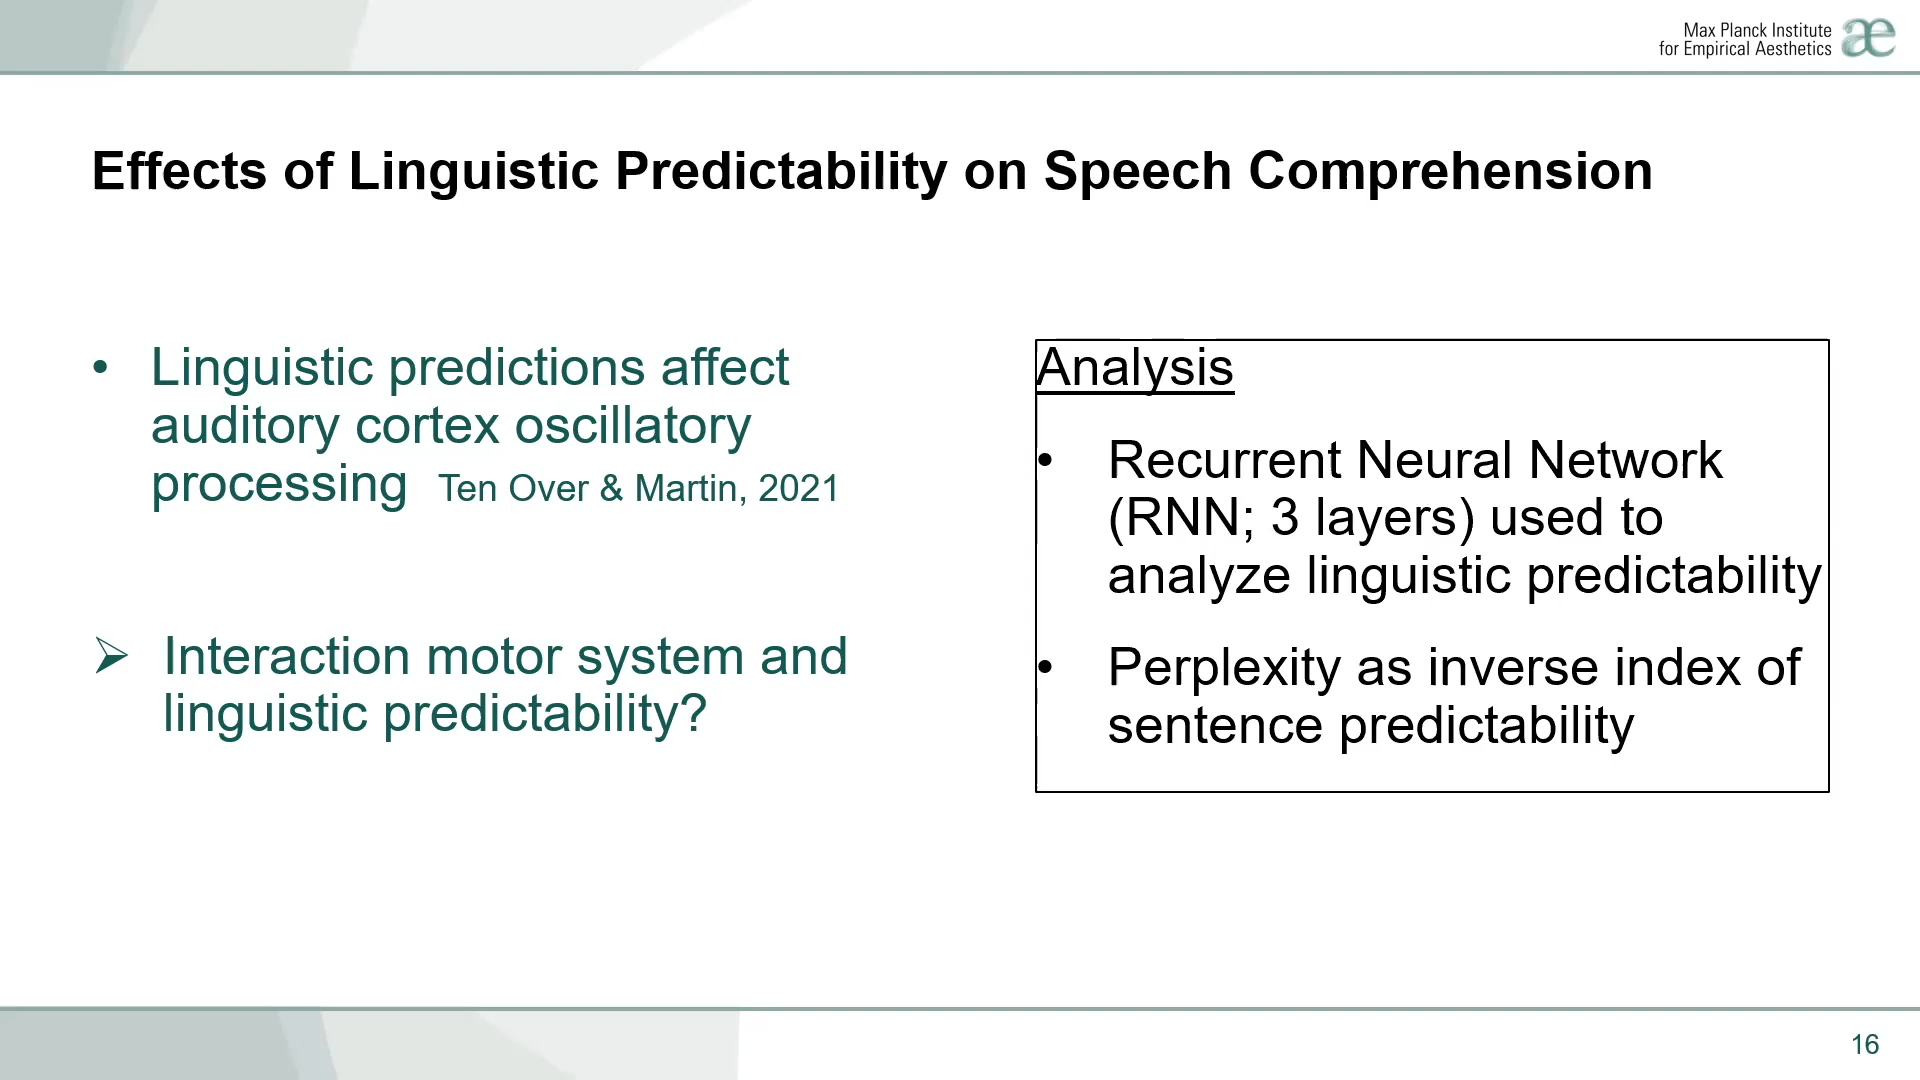 Max Planck Institute
for Empirical Aesthetics
æ
Effects of Linguistic Predictability on Speech Comprehension
• Linguistic predictions affect
auditory cortex oscillatory
processing Ten Over & Martin, 2021
➢ Interaction motor system and
linguistic predictability?
Analysis
• Recurrent Neural Network
(RNN; 3 layers) used to
analyze linguistic predictability
• Perplexity as inverse index of
sentence predictability
16